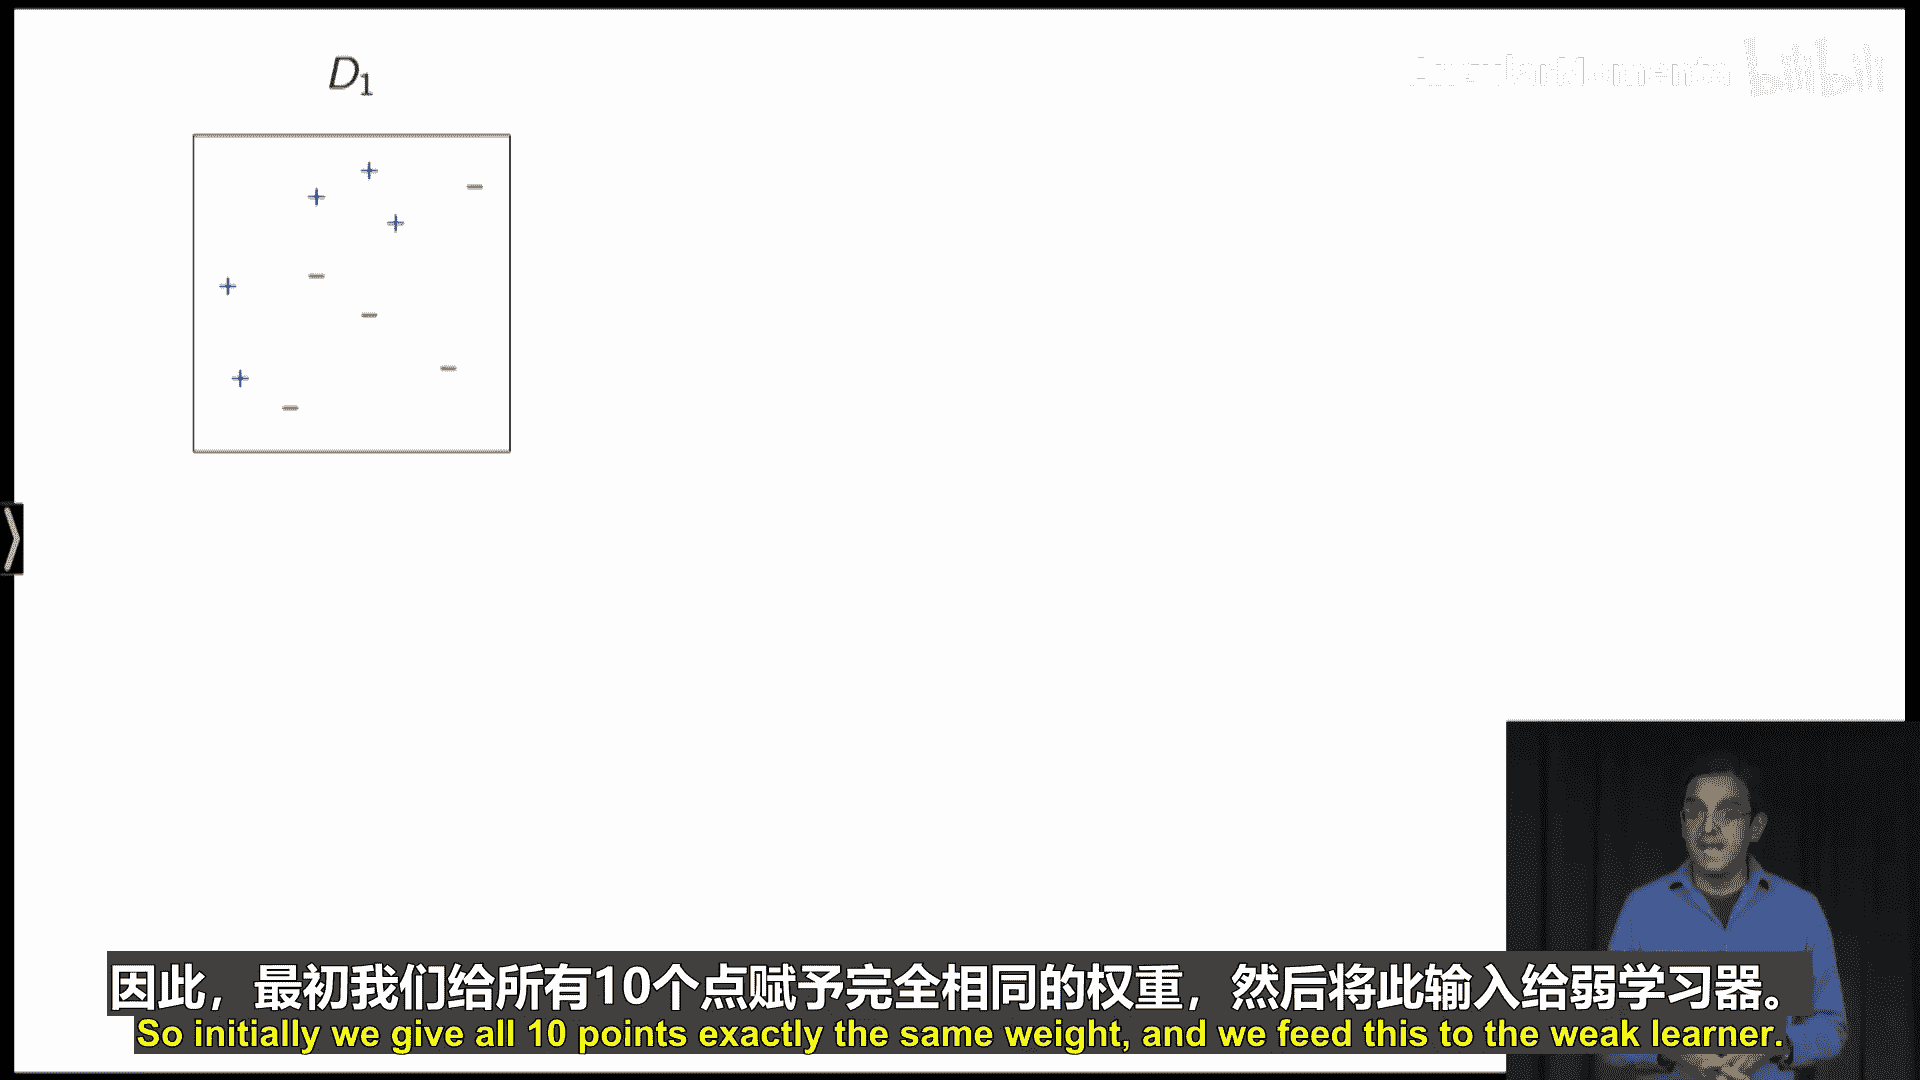 D₁
bilibili
因此，最初我们给所有10个点赋予完全相同的权重，然后将此输入给弱学习器。
So initially we give all 10 points exactly the same weight, and we feed this to the weak learner.